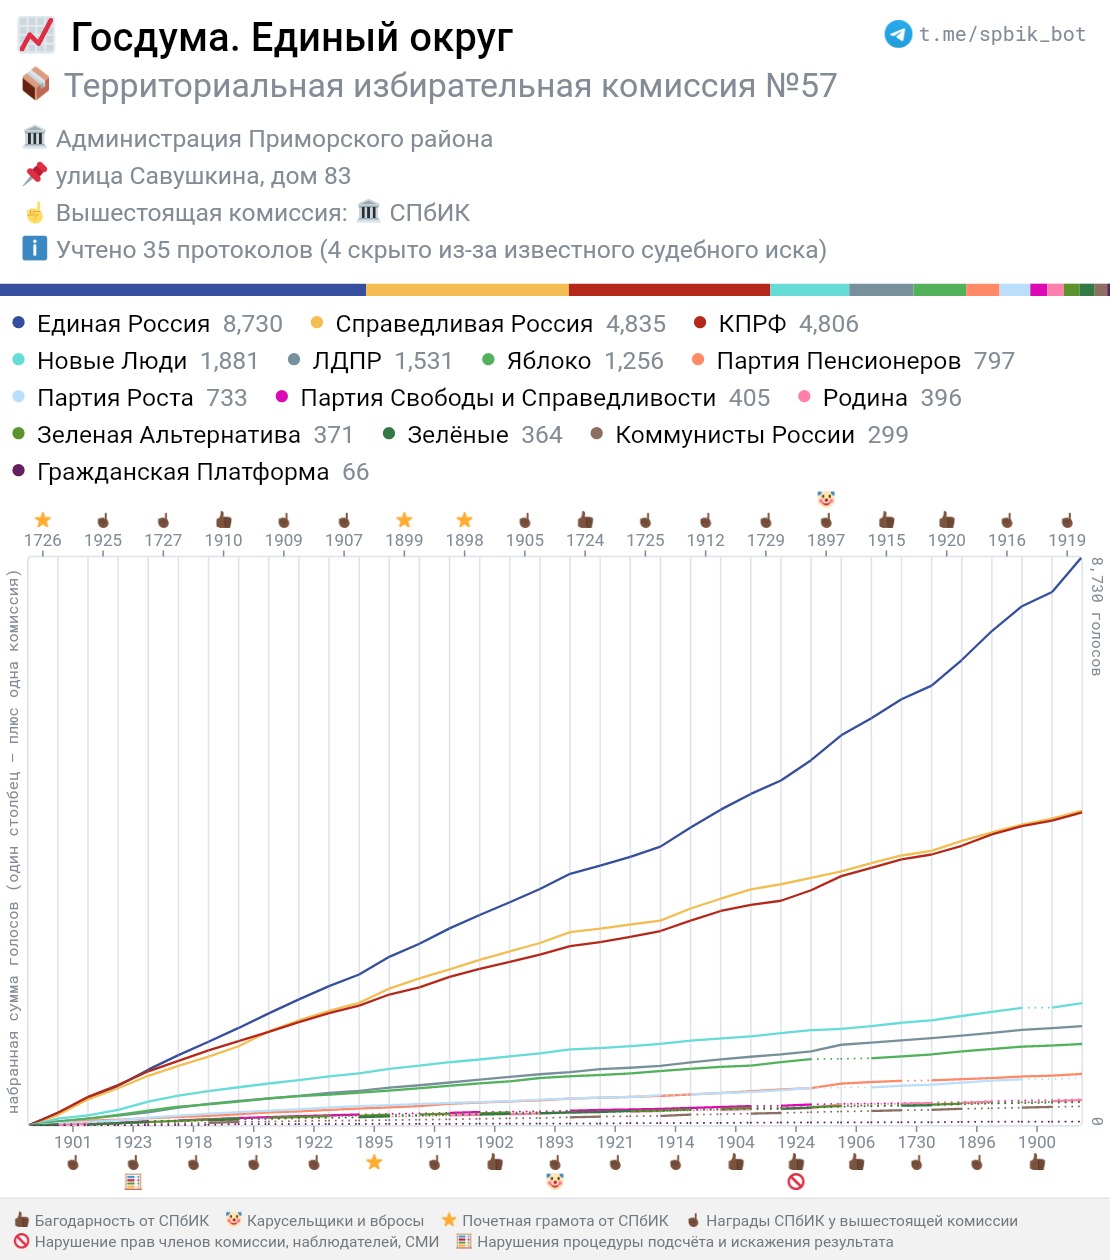 Госдума. Единый округ
t.me/spbik_bot
Территориальная избирательная комиссия №57
Администрация Приморского района
улица Савушкина, дом 83
Вышестоящая комиссия: СПбИК
Учтено 35 протоколов (4 скрыто из-за известного судебного иска)
Единая Россия 8,730 Справедливая Россия 4,835 КПРФ 4,806
Новые Люди 1,881 ЛДПР 1,531 Яблоко 1,256 Партия Пенсионеров 797
Партия Роста 733 Партия Свободы и Справедливости 405 Родина 396
Зеленая Альтернатива 371 Зелёные 364 Коммунисты России 299
Гражданская Платформа 66
1726 1925 1727 1910 1909 1907 1899 1898 1905 1724 1725 1912 1729 1897 1915 1920 1916 1919
набранная сумма голосов (один столбец — плюс одна комиссия)
8,730 голосов
0
1901 1923 1918 1913 1922 1895 1911 1902 1893 1921 1914 1904 1924 1906 1730 1896 1900
Багодарность от СПбИК Карусельщики и вбросы Почетная грамота от СПбИК Награды СПбИК у вышестоящей комиссии
Нарушение прав членов комиссии, наблюдателей, СМИ Нарушения процедуры подсчёта и искажения результата